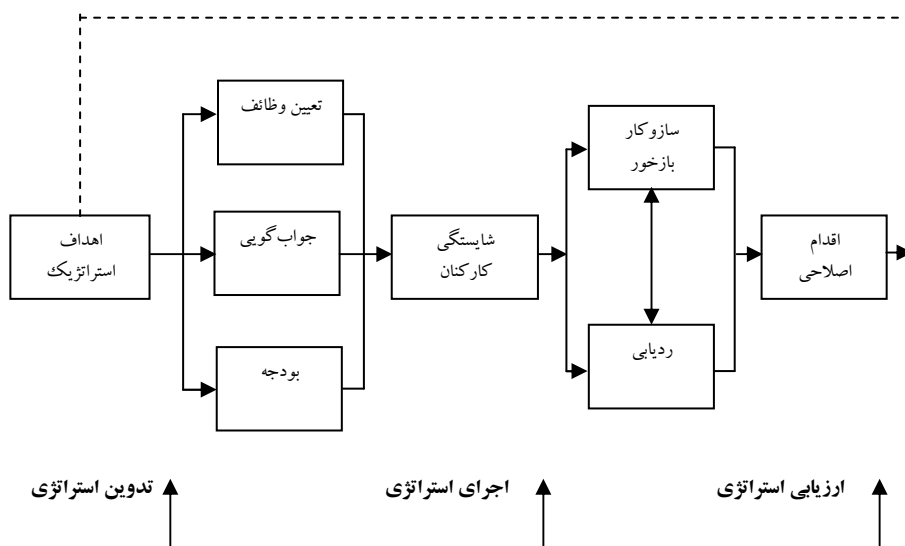 تعیین وظائف
سازوکار
بازخور
اهداف
استراتژیک
جواب‌گویی
شایستگی
کارکنان
اقدام
اصلاحی
بودجه
ردیابی
تدوین استراتژی
اجرای استراتژی
ارزیابی استراتژی